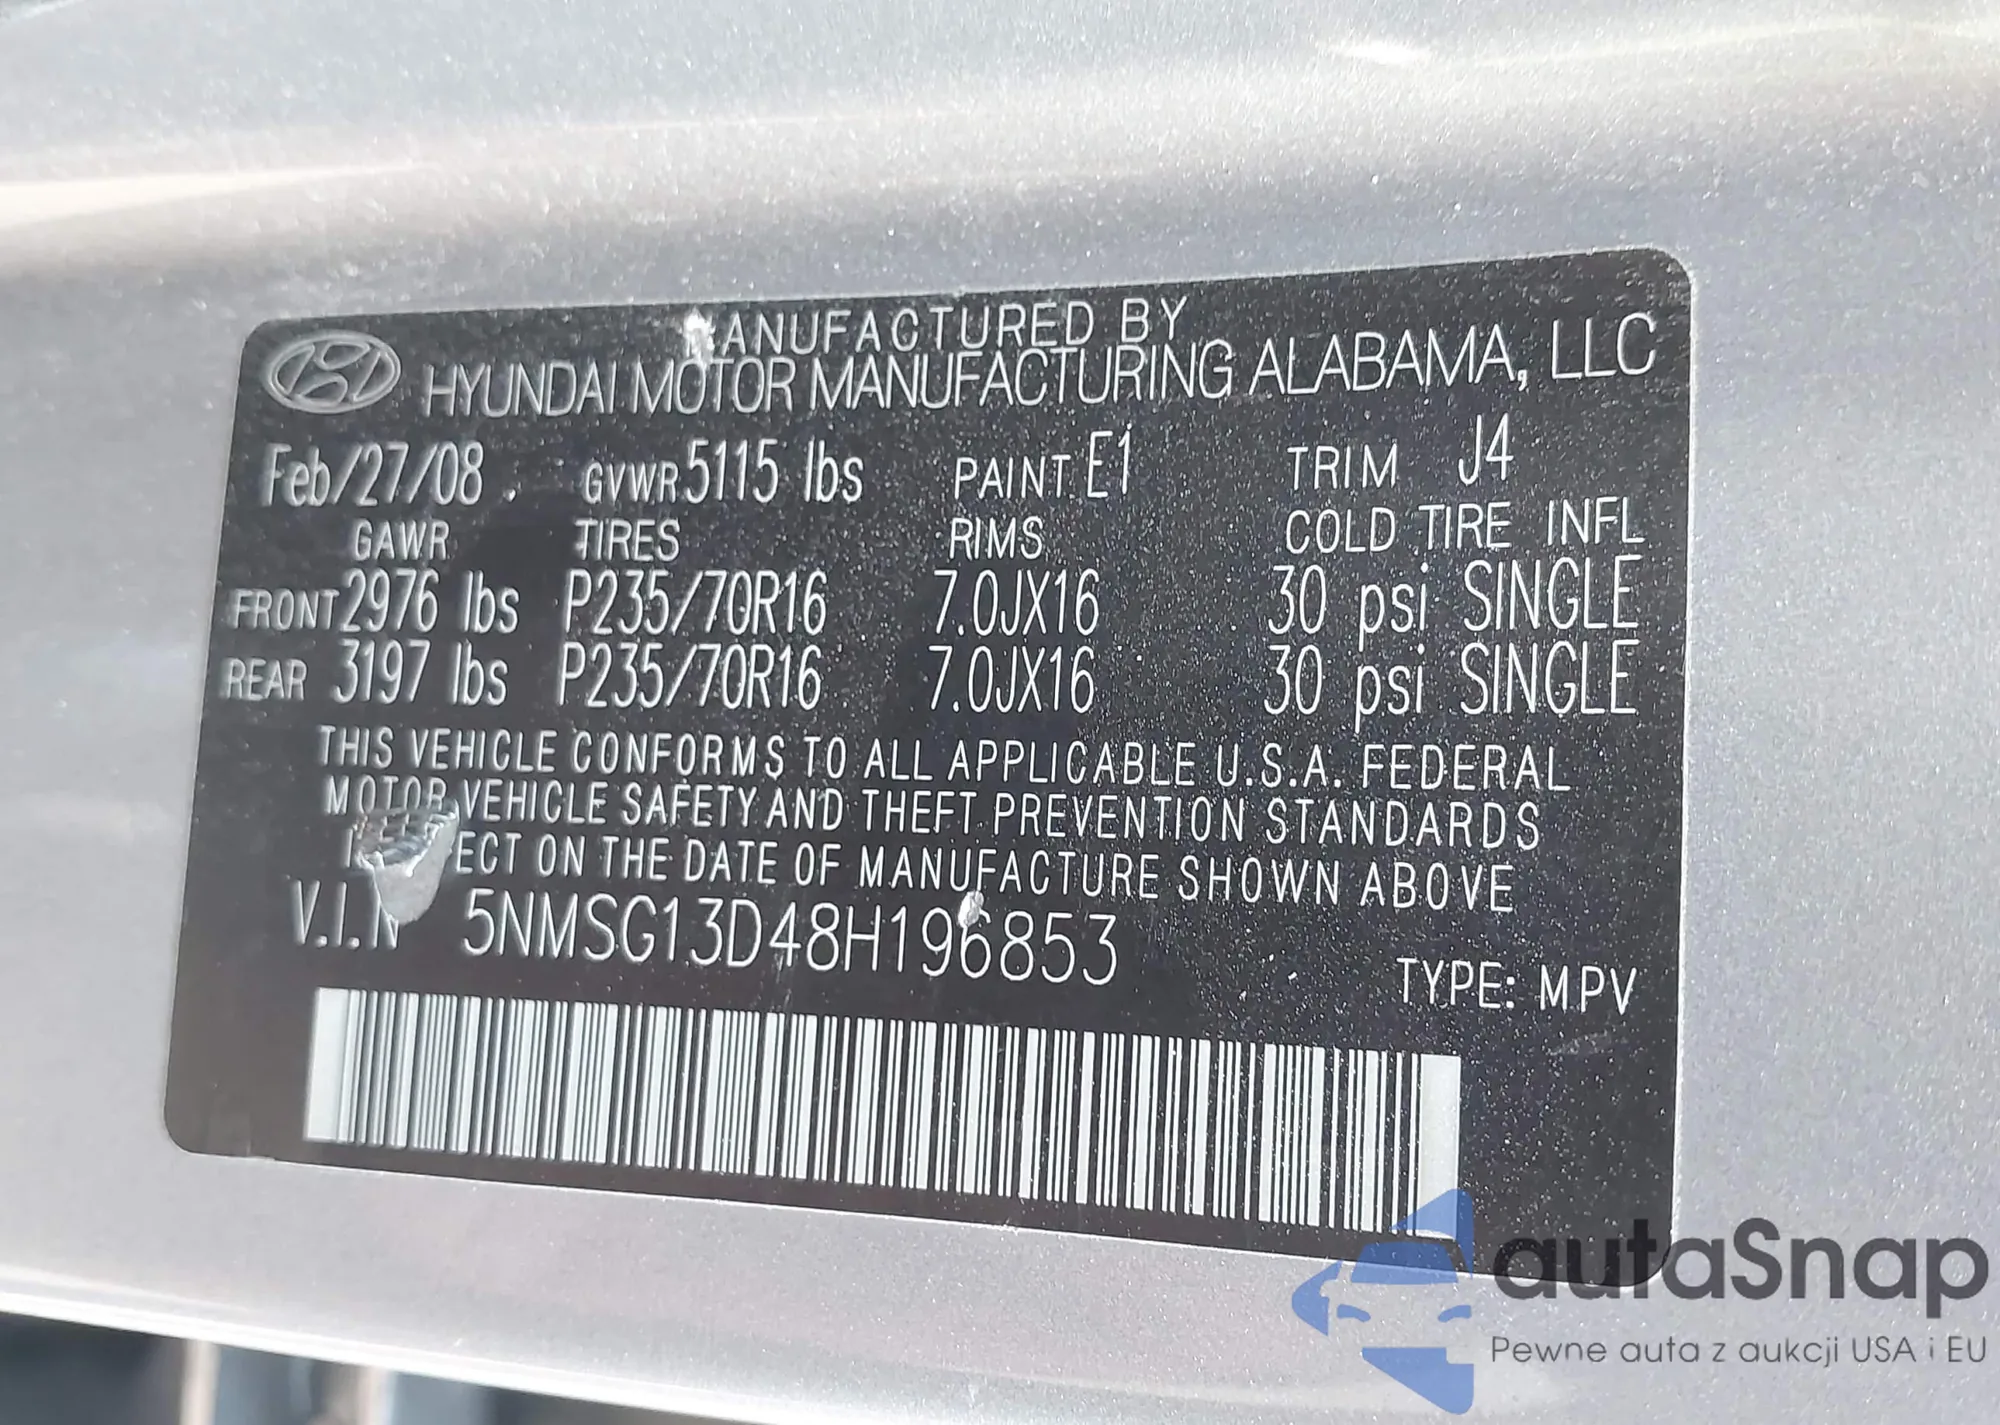 MANUFACTURED BY
HYUNDAI MOTOR MANUFACTURING ALABAMA, LLC
Feb/27/08 GVWR 5115 lbs PAINT E1 TRIM J4
GAWR TIRES RIMS COLD TIRE INFL
FRONT 2976 lbs P235/70R16 7.0JX16 30 psi SINGLE
REAR 3197 lbs P235/70R16 7.0JX16 30 psi SINGLE
THIS VEHICLE CONFORMS TO ALL APPLICABLE U.S.A. FEDERAL
MOTOR VEHICLE SAFETY AND THEFT PREVENTION STANDARDS
ECT ON THE DATE OF MANUFACTURE SHOWN ABOVE
V.I.N 5NMSG13D48H196853
TYPE: MPV
autaSnap
Pewne auta z aukcji USA i EU